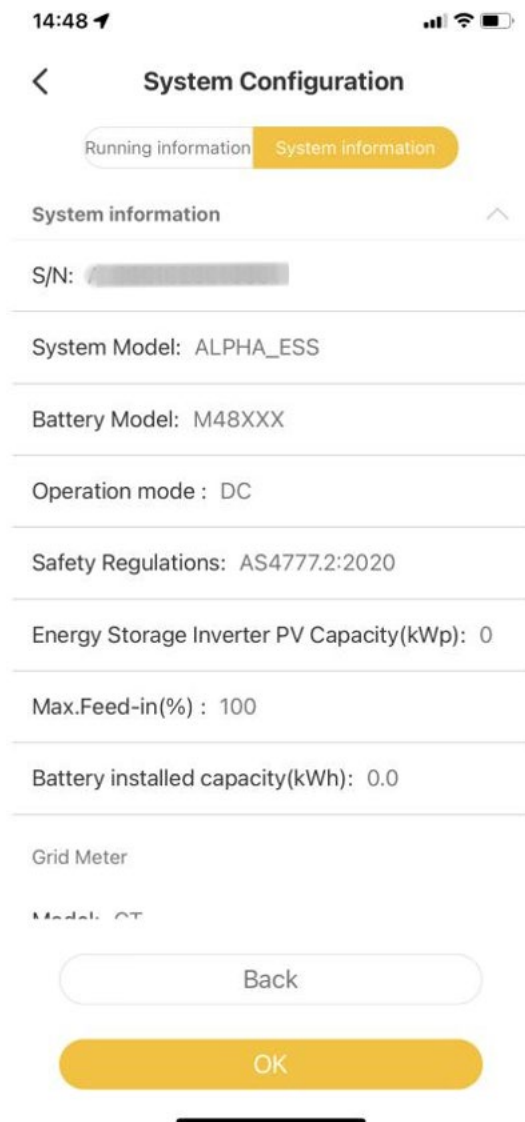 14:48
System Configuration
Running information System information
System information
S/N:
System Model: ALPHA_ESS
Battery Model: M48XXX
Operation mode : DC
Safety Regulations: AS4777.2:2020
Energy Storage Inverter PV Capacity(kWp): 0
Max.Feed-in(%) : 100
Battery installed capacity(kWh): 0.0
Grid Meter
Model: CT
Back
OK